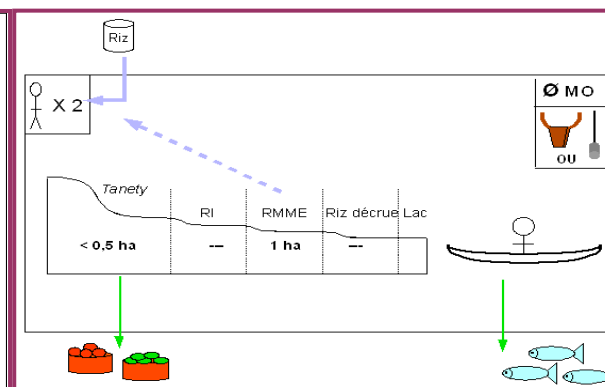 Riz
X 2
Ø MO
OU
Tanety
RI
RMME
Riz décrue
Lac
< 0,5 ha
---
1 ha
---